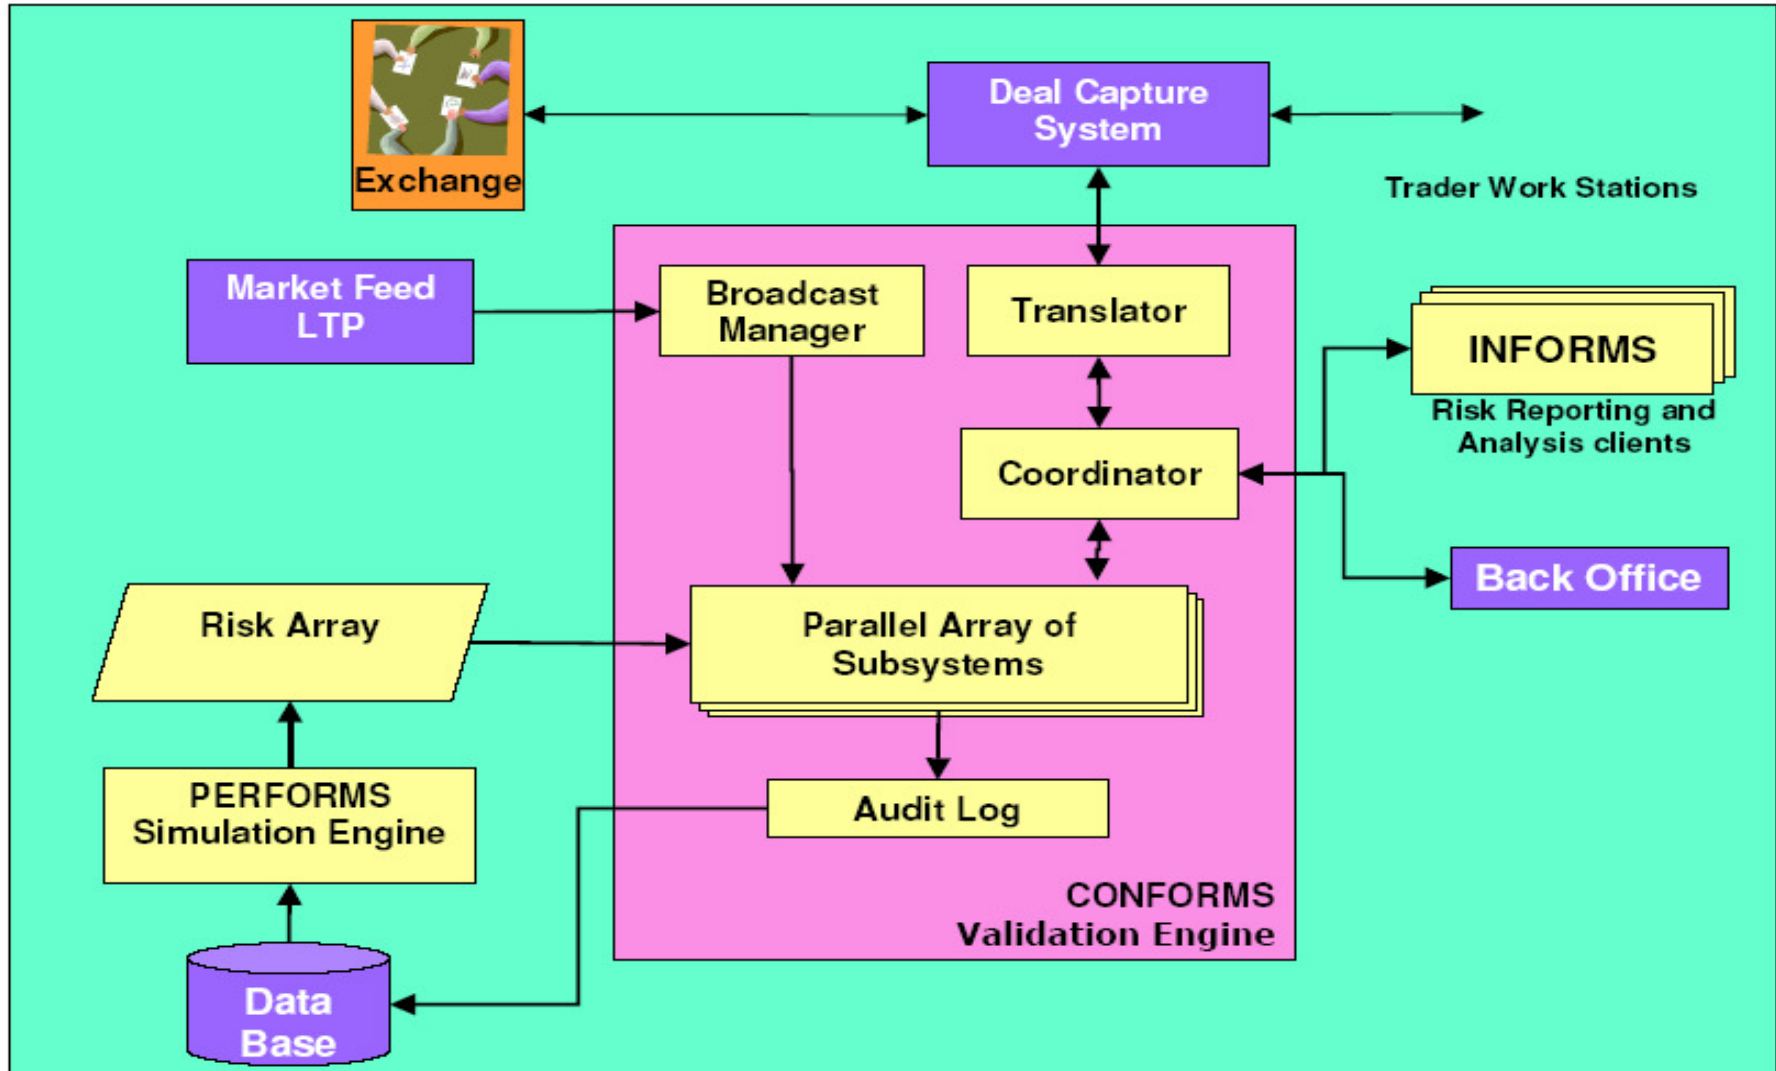 Exchange
Deal Capture
System
Trader Work Stations
Market Feed
LTP
Broadcast
Manager
Translator
INFORMS
Risk Reporting and
Analysis clients
Coordinator
Back Office
Risk Array
Parallel Array of
Subsystems
PERFORMS
Simulation Engine
Audit Log
CONFORMS
Validation Engine
Data
Base